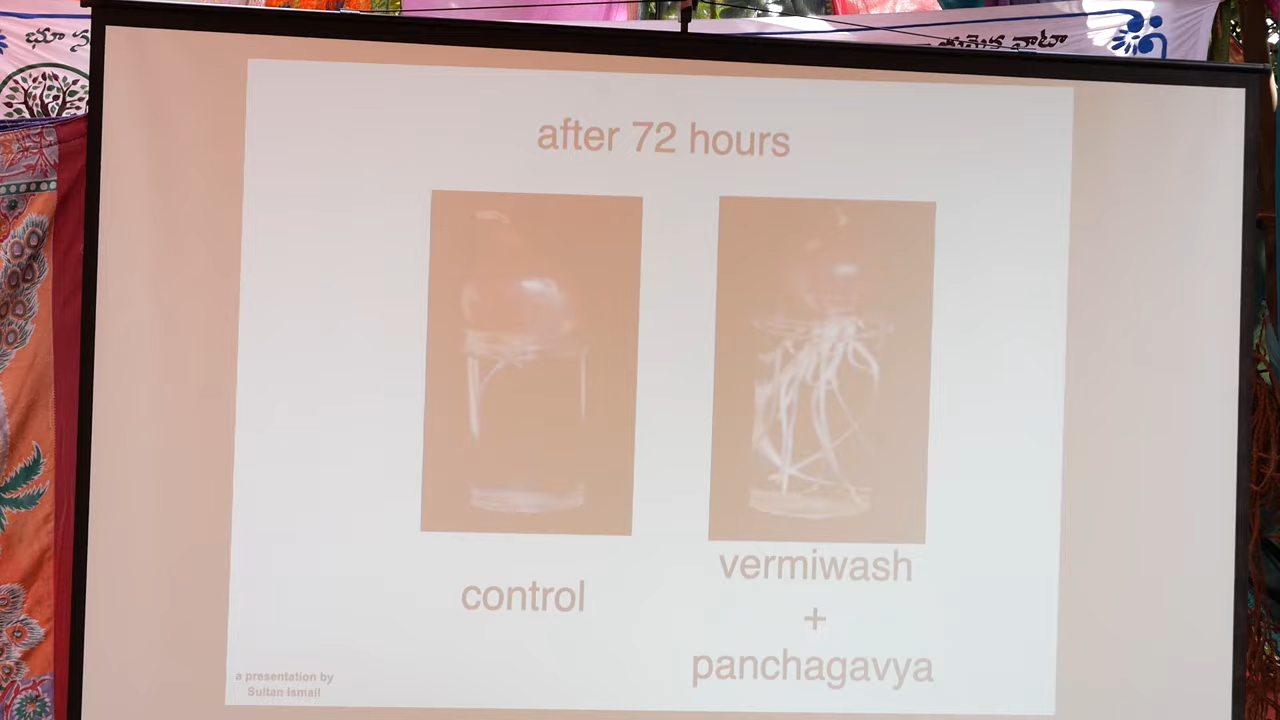 భూ
after 72 hours
control
vermiwash
+
panchagavya
a presentation by
Sultan Ismail